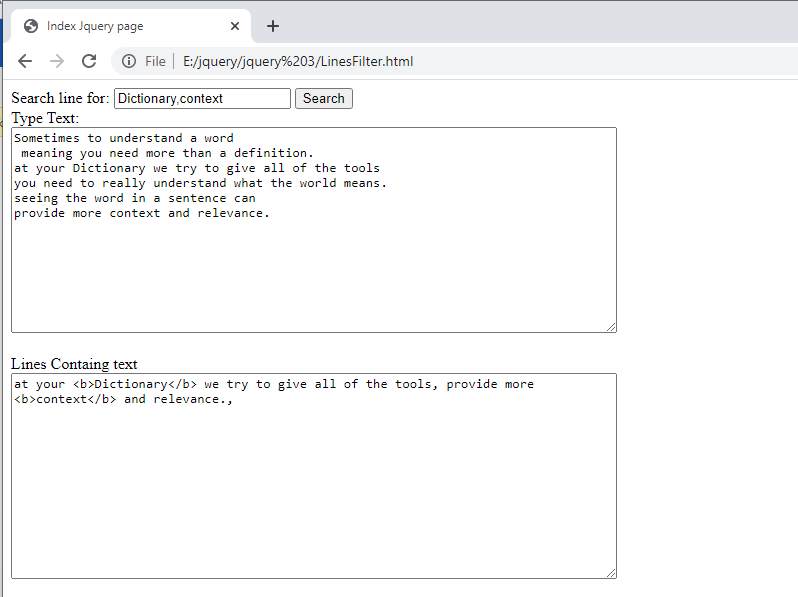 Index Jquery page
File E:/jquery/jquery%203/LinesFilter.html
Search line for: Dictionary,context Search
Type Text:
Sometimes to understand a word
meaning you need more than a definition.
at your Dictionary we try to give all of the tools
you need to really understand what the world means.
seeing the word in a sentence can
provide more context and relevance.
Lines Containg text
at your <b>Dictionary</b> we try to give all of the tools, provide more
<b>context</b> and relevance.,